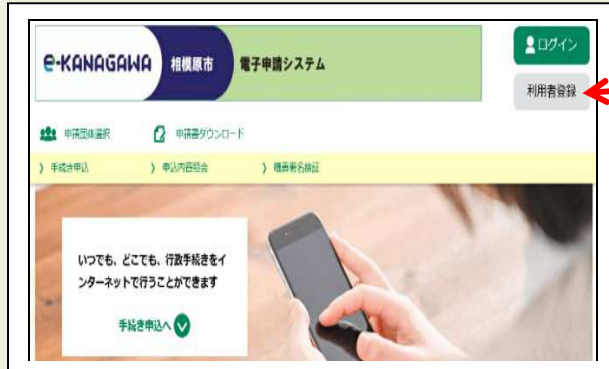 e-KANAGAWA 相模原市 電子申請システム
ログイン
利用者登録
申請団体選択 申請書ダウンロード
〉 手続き申込 〉 申込内容照会 〉 職責署名検証
いつでも、どこでも、行政手続きをイ
ンターネットで行うことができます
手続き申込へ